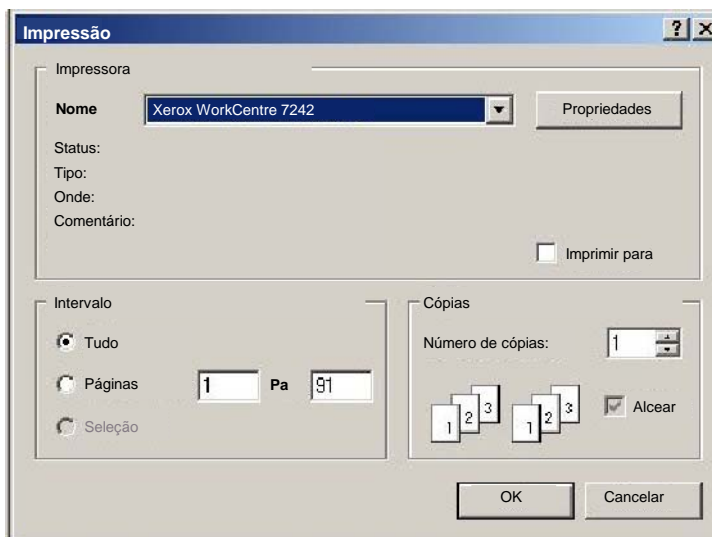 Impressão
Impressora
Nome Xerox WorkCentre 7242 Propriedades
Status:
Tipo:
Onde:
Comentário:
Imprimir para
Intervalo
Tudo
Páginas 1 Pa 91
Seleção
Cópias
Número de cópias: 1
1 2 3 1 2 3 Alcear
OK Cancelar